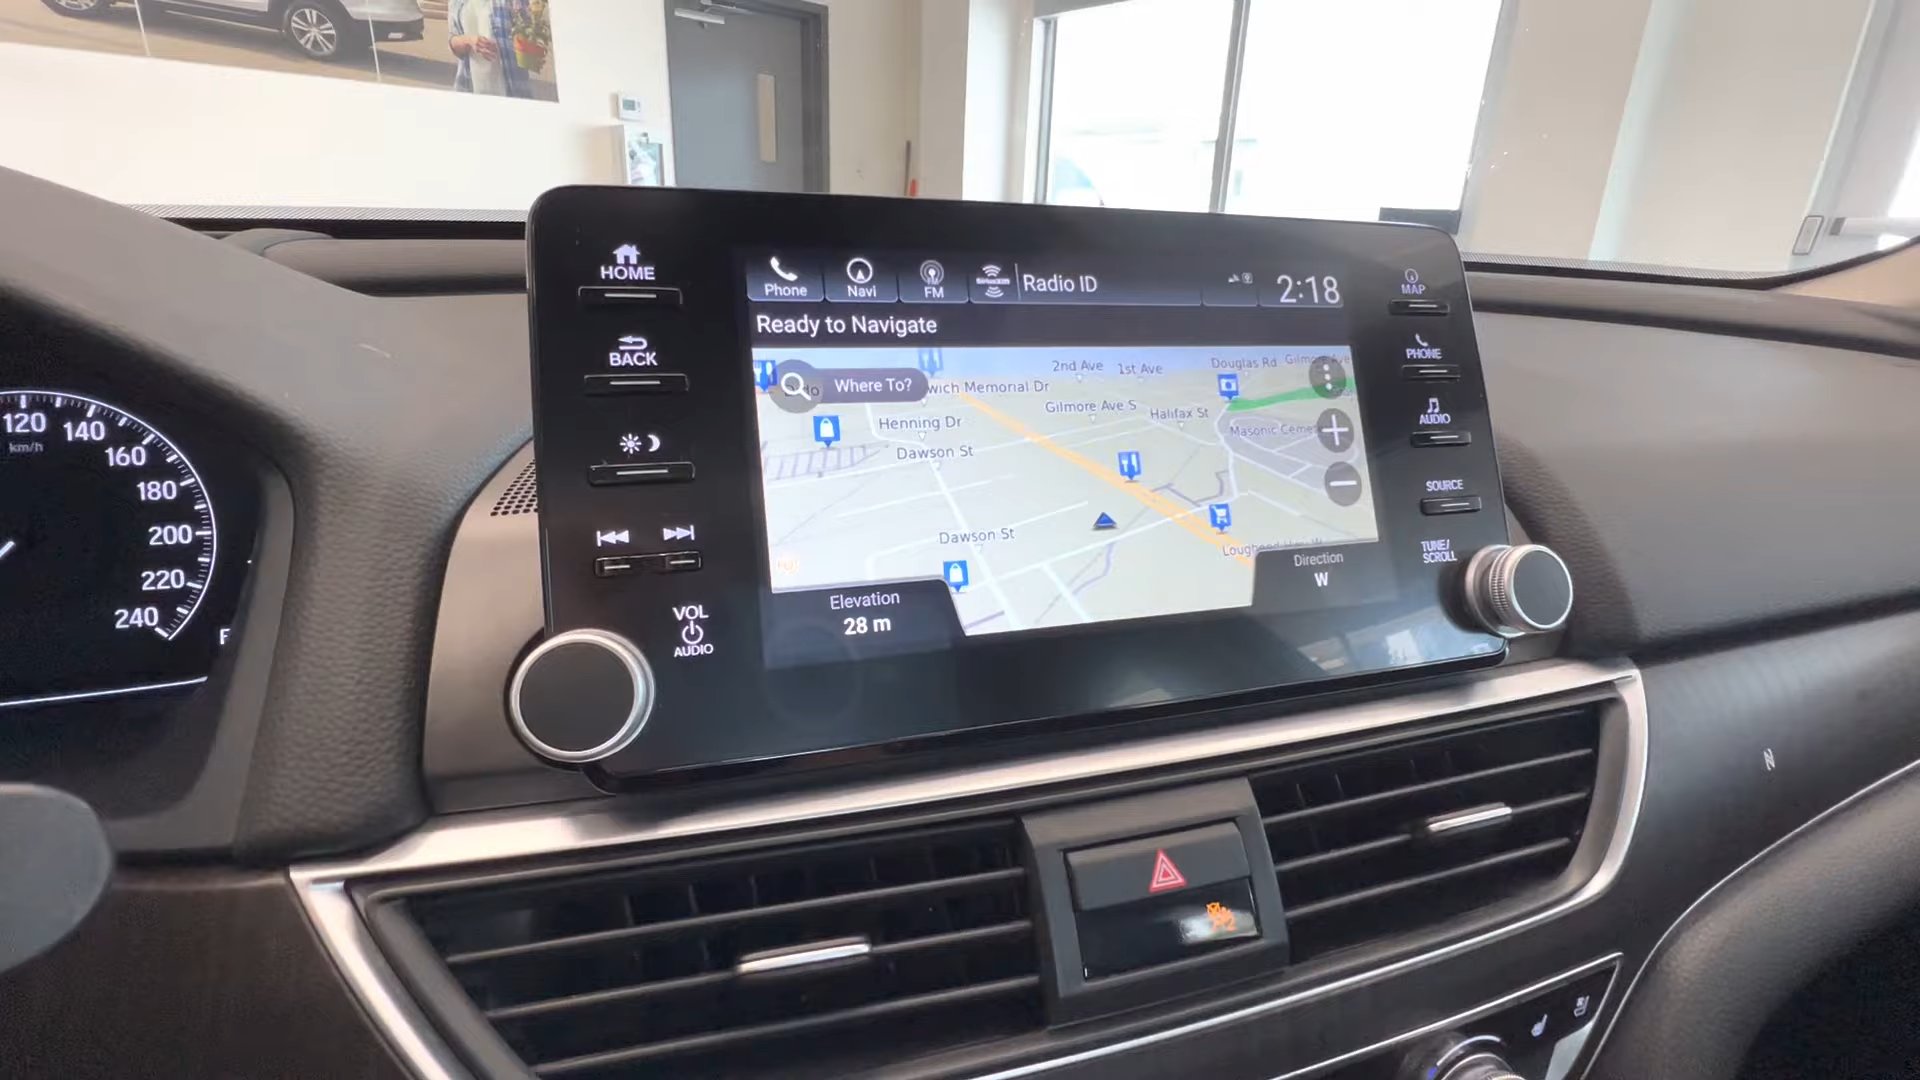 HOME
BACK
VOL
AUDIO
Phone
Navi
FM
Radio ID
2:18
Ready to Navigate
Where To?
wich Memorial Dr
2nd Ave
1st Ave
Douglas Rd
Henning Dr
Gilmore Ave S
Halifax St
Dawson St
Dawson St
Elevation
28 m
Direction
W
MAP
PHONE
AUDIO
SOURCE
TUNE/
SCROLL
120
km/h
140
160
180
200
220
240